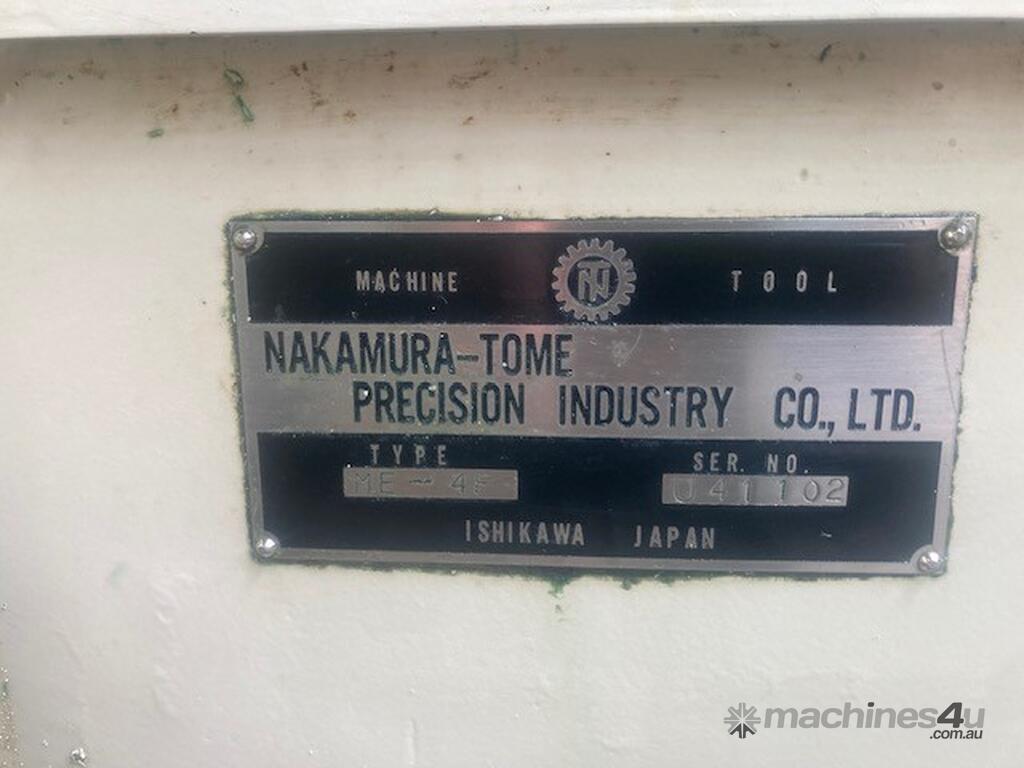 MACHINE TN TOOL
NAKAMURA-TOME
PRECISION INDUSTRY CO., LTD.
TYPE SER. NO.
ME-4F U41102
ISHIKAWA JAPAN
machines4u
.com.au